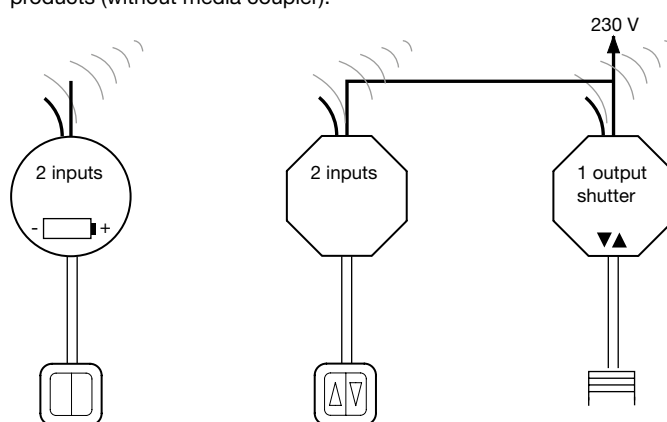 products (without media coupler).
230 V
2 inputs
2 inputs
1 output
shutter
- +